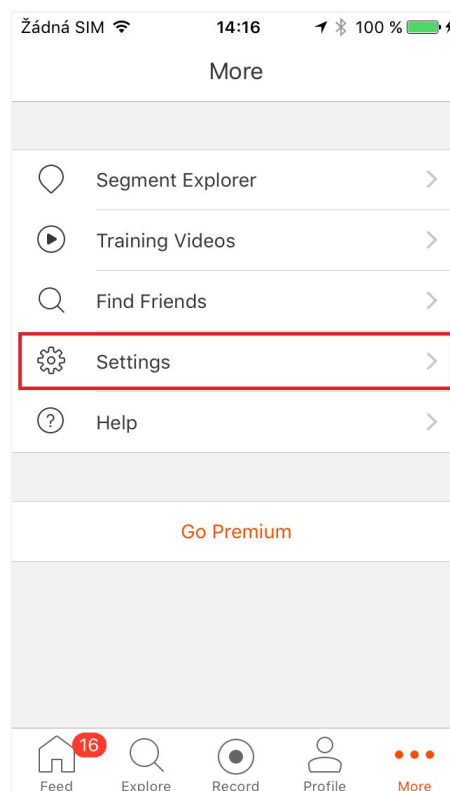 Žádná SIM 14:16 100 %
More
Segment Explorer
Training Videos
Find Friends
Settings
? Help
Go Premium
16
Feed Explore Record Profile More